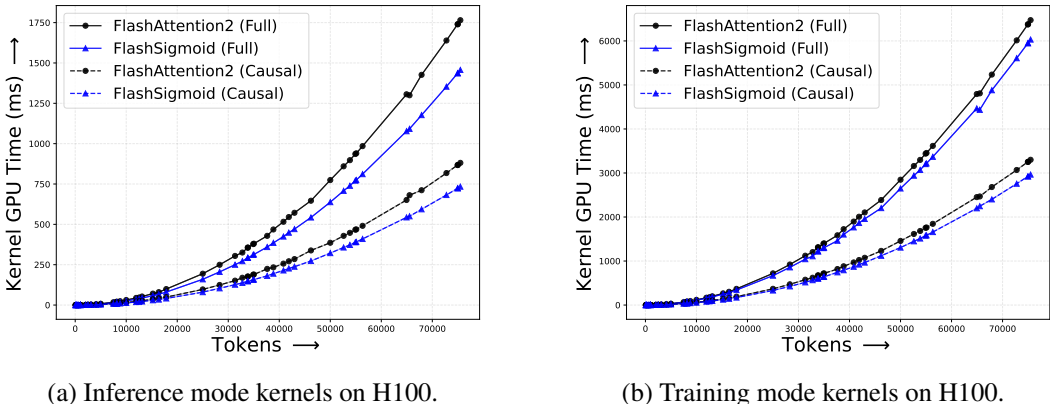 FlashAttention2 (Full)
FlashSigmoid (Full)
FlashAttention2 (Causal)
FlashSigmoid (Causal)
Kernel GPU Time (ms) ⟶
1750
1500
1250
1000
750
500
250
0
0
10000
20000
30000
40000
50000
60000
70000
Tokens ⟶
(a) Inference mode kernels on H100.
FlashAttention2 (Full)
FlashSigmoid (Full)
FlashAttention2 (Causal)
FlashSigmoid (Causal)
Kernel GPU Time (ms) ⟶
6000
5000
4000
3000
2000
1000
0
0
10000
20000
30000
40000
50000
60000
70000
Tokens ⟶
(b) Training mode kernels on H100.